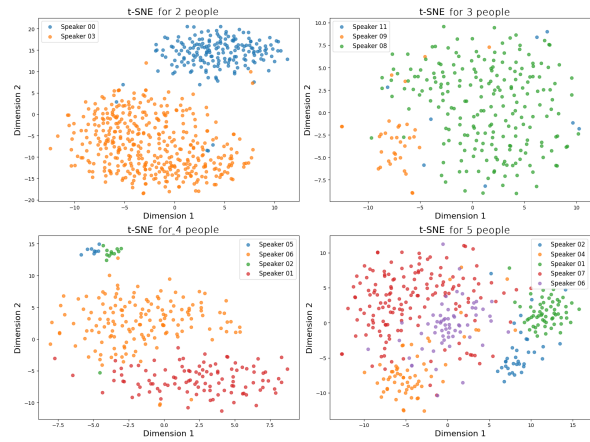 t-SNE for 2 people
Speaker 00
Speaker 03
20
15
10
5
0
−5
−10
−15
−20
−10
−5
0
5
10
Dimension 2
Dimension 1
t-SNE for 3 people
Speaker 11
Speaker 09
Speaker 08
10.0
7.5
5.0
2.5
0.0
−2.5
−5.0
−7.5
−10
−5
0
5
10
Dimension 2
Dimension 1
t-SNE for 4 people
Speaker 05
Speaker 06
Speaker 02
Speaker 01
15
10
5
0
−5
−10
−7.5
−5.0
−2.5
0.0
2.5
5.0
7.5
Dimension 2
Dimension 1
t-SNE for 5 people
Speaker 02
Speaker 04
Speaker 01
Speaker 07
Speaker 06
10
5
0
−5
−10
−10
−5
0
5
10
15
Dimension 2
Dimension 1